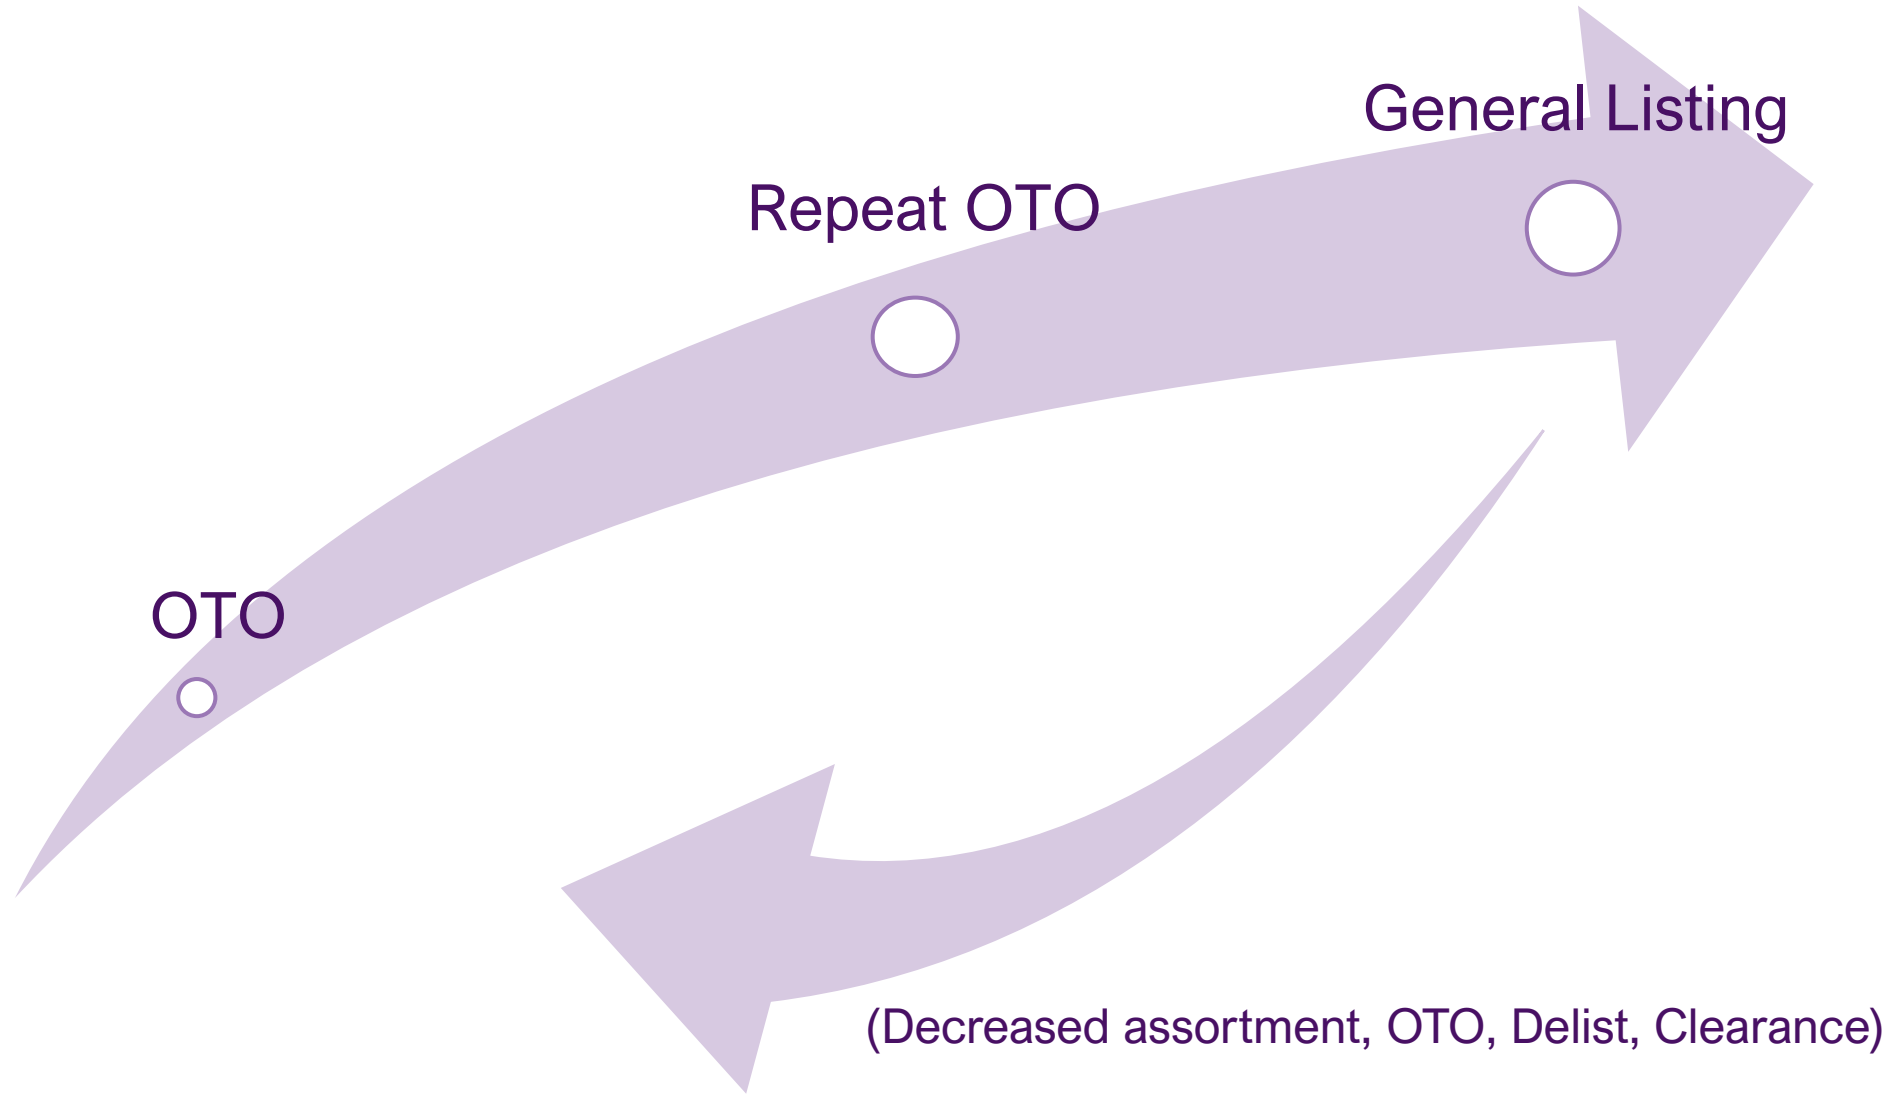 General Listing
Repeat OTO
OTO
(Decreased assortment, OTO, Delist, Clearance)